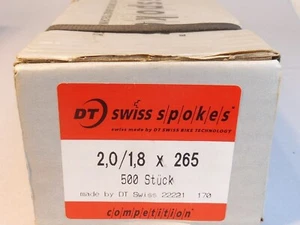 DT swiss spokes
swiss made by DT SWISS BIKE TECHNOLOGY
2,0/1,8 x 265
500 Stück
made by DT Swiss 22221 170
competition